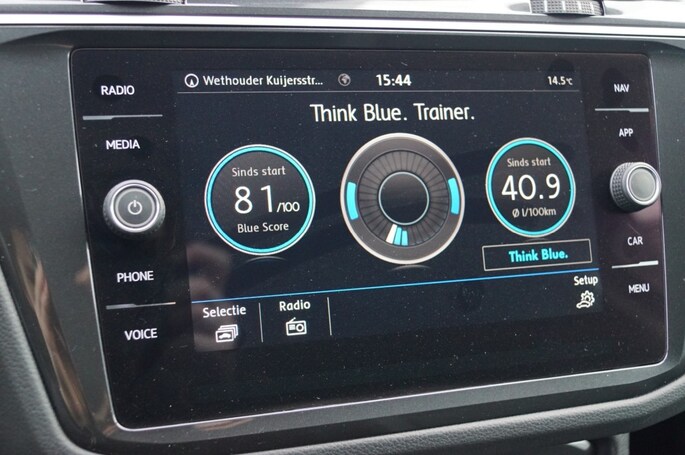 RADIO
MEDIA
PHONE
VOICE
Wethouder Kuijersstr... 15:44 14.5°C
Think Blue. Trainer.
Sinds start
81/100
Blue Score
Sinds start
40.9
Ø l/100km
Think Blue.
Selectie
Radio
Setup
NAV
APP
CAR
MENU